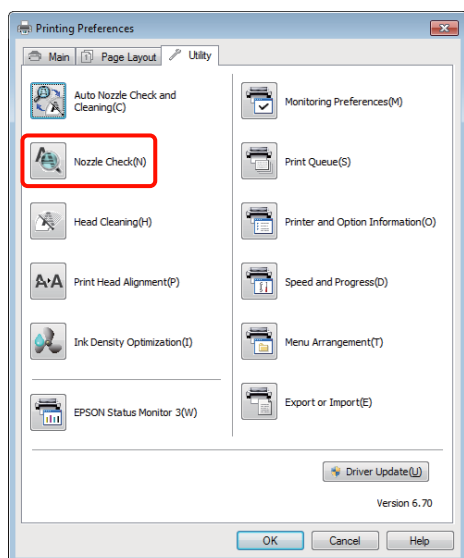 Printing Preferences
Main
Page Layout
Utility
Auto Nozzle Check and
Cleaning(C)
Nozzle Check(N)
Head Cleaning(H)
Print Head Alignment(P)
Ink Density Optimization(I)
EPSON Status Monitor 3(W)
Monitoring Preferences(M)
Print Queue(S)
Printer and Option Information(O)
Speed and Progress(D)
Menu Arrangement(T)
Export or Import(E)
Driver Update(U)
Version 6.70
OK
Cancel
Help